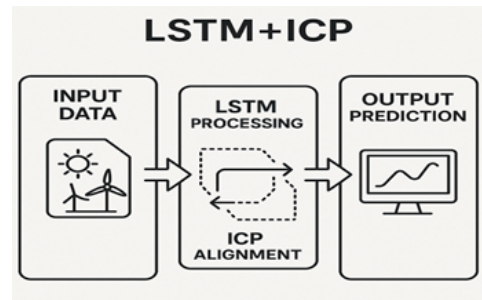 LSTM+ICP
INPUT
DATA
LSTM
PROCESSING
ICP
ALIGNMENT
OUTPUT
PREDICTION